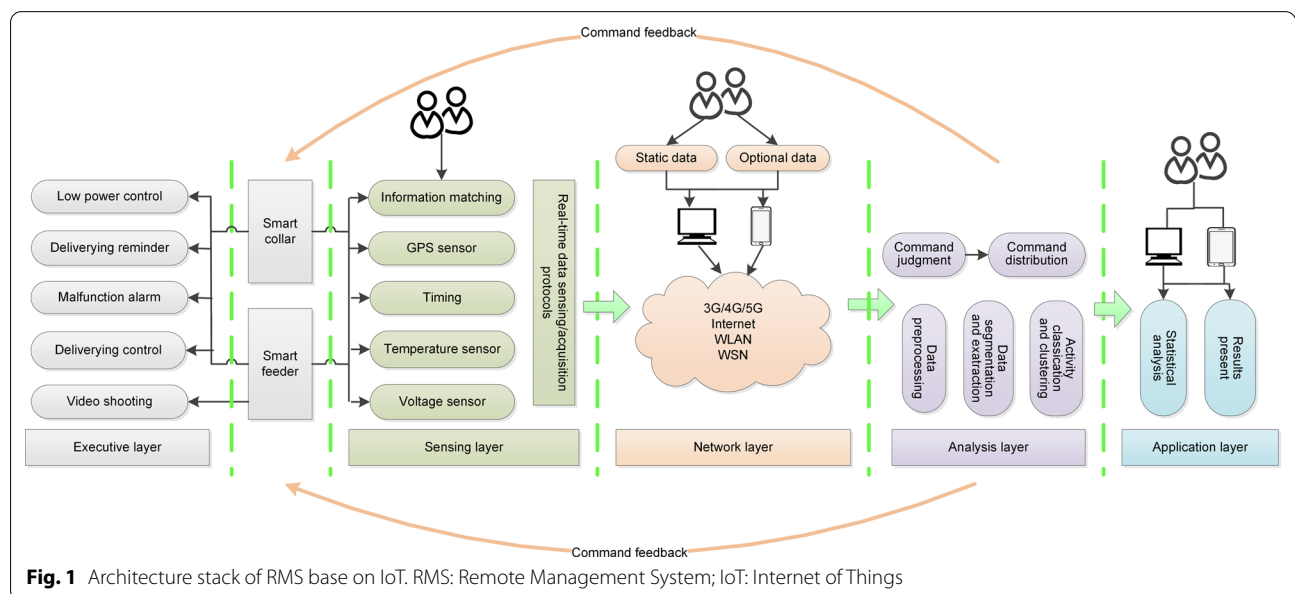 Command feedback
Low power control
Deliverying reminder
Malfunction alarm
Deliverying control
Video shooting
Executive layer
Smart
collar
Smart
feeder
Information matching
GPS sensor
Timing
Temperature sensor
Voltage sensor
Real-time data sensing/acquisition
protocols
Sensing layer
Static data
Optional data
3G/4G/5G
Internet
WLAN
WSN
Network layer
Command
judgment
Command
distribution
Data
preprocessing
Data
segmentation
and exatraction
Activity
classication
and clustering
Analysis layer
Statistical
analysis
Results
present
Application layer
Command feedback
Fig. 1 Architecture stack of RMS base on IoT. RMS: Remote Management System; IoT: Internet of Things